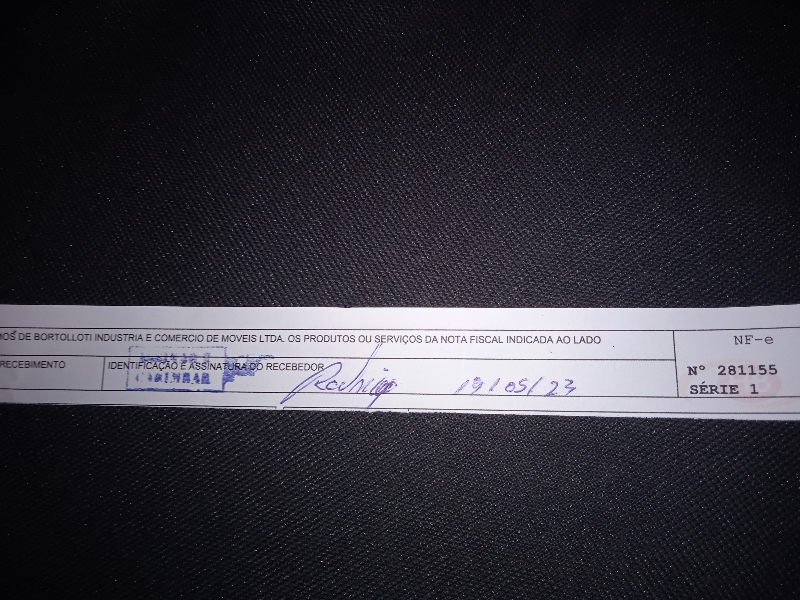 OS DE BORTOLLOTI INDUSTRIA E COMERCIO DE MOVEIS LTDA. OS PRODUTOS OU SERVIÇOS DA NOTA FISCAL INDICADA AO LADO
RECEBIMENTO
IDENTIFICAÇÃO E ASSINATURA DO RECEBEDOR
Rodrigo 19/05/23
NF-e
Nº 281155
SÉRIE 1